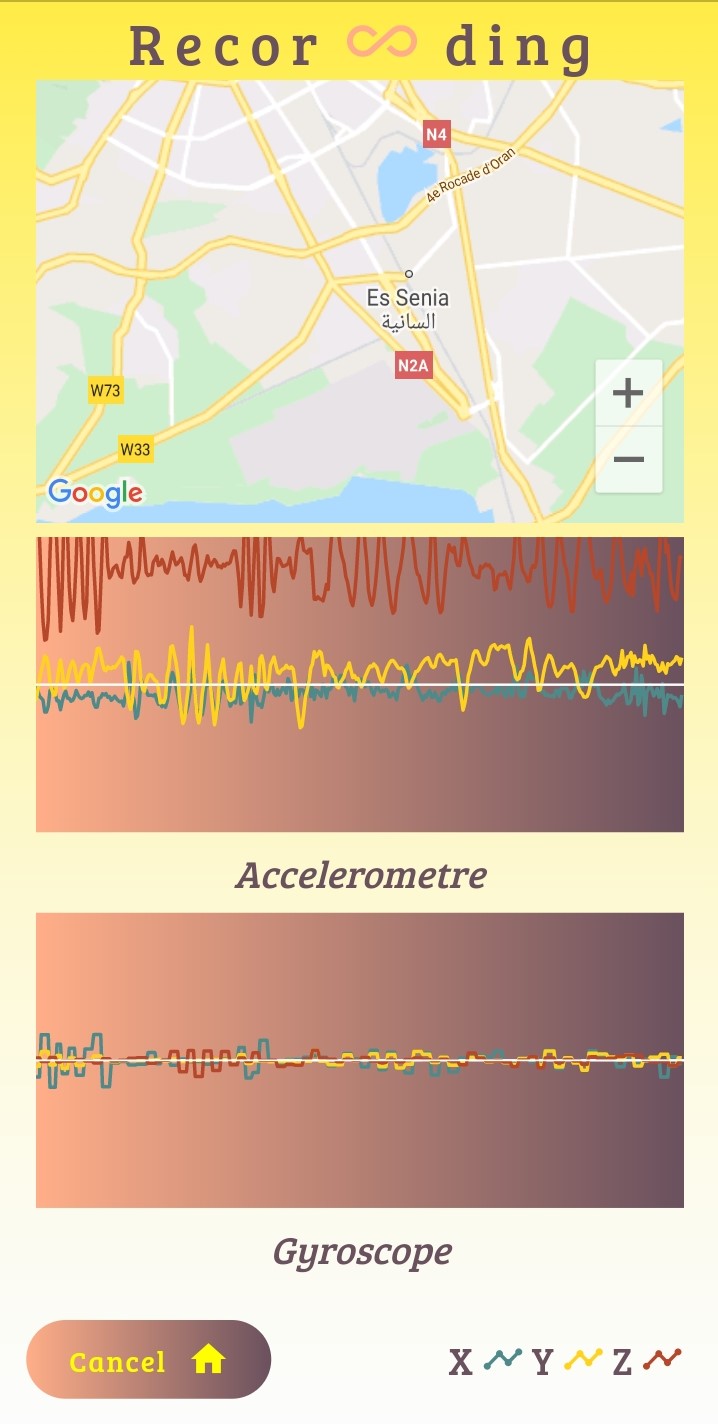 Recor ding
N4
4e Rocade d'Oran
Es Senia
السانية
N2A
W73
W33
Google
Accelerometre
Gyroscope
Cancel
X Y Z